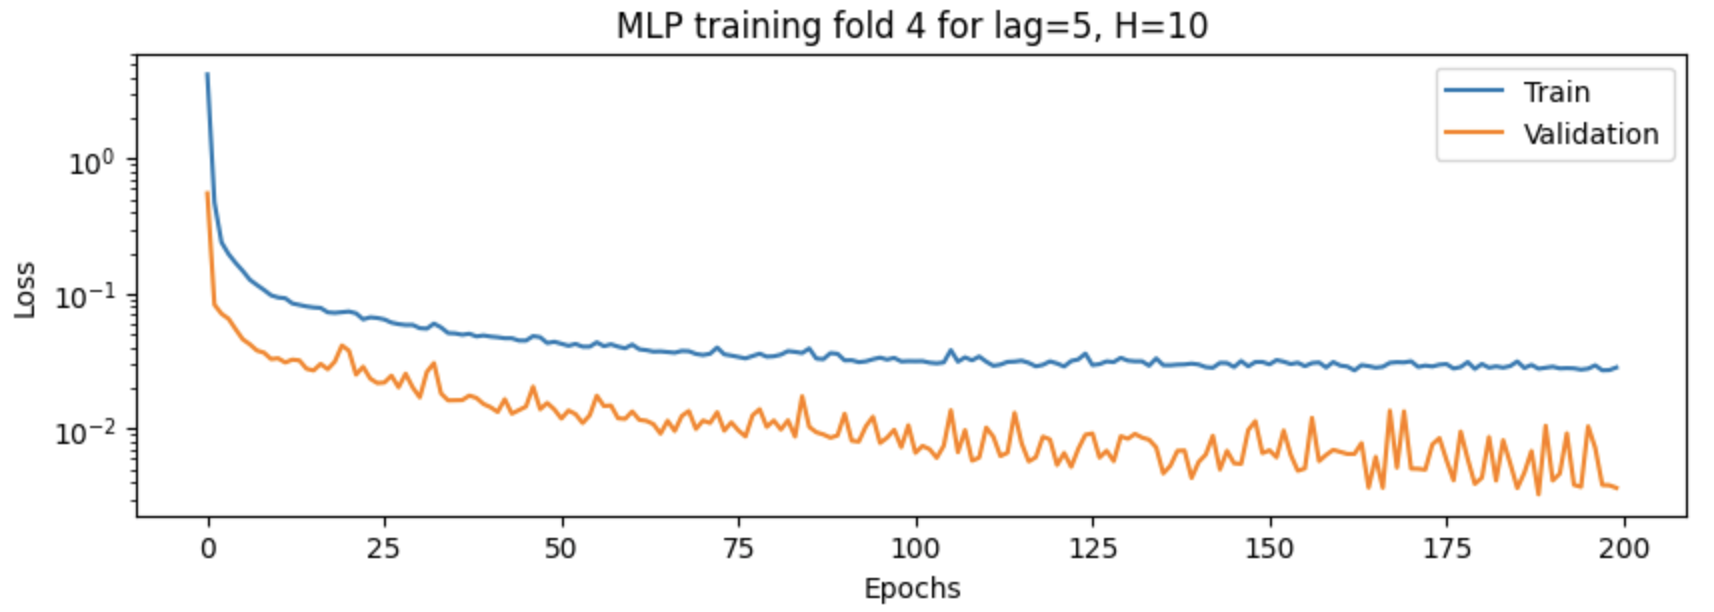 MLP training fold 4 for lag=5, H=10
Train
Validation
10⁰
10⁻¹
10⁻²
Loss
0 25 50 75 100 125 150 175 200
Epochs